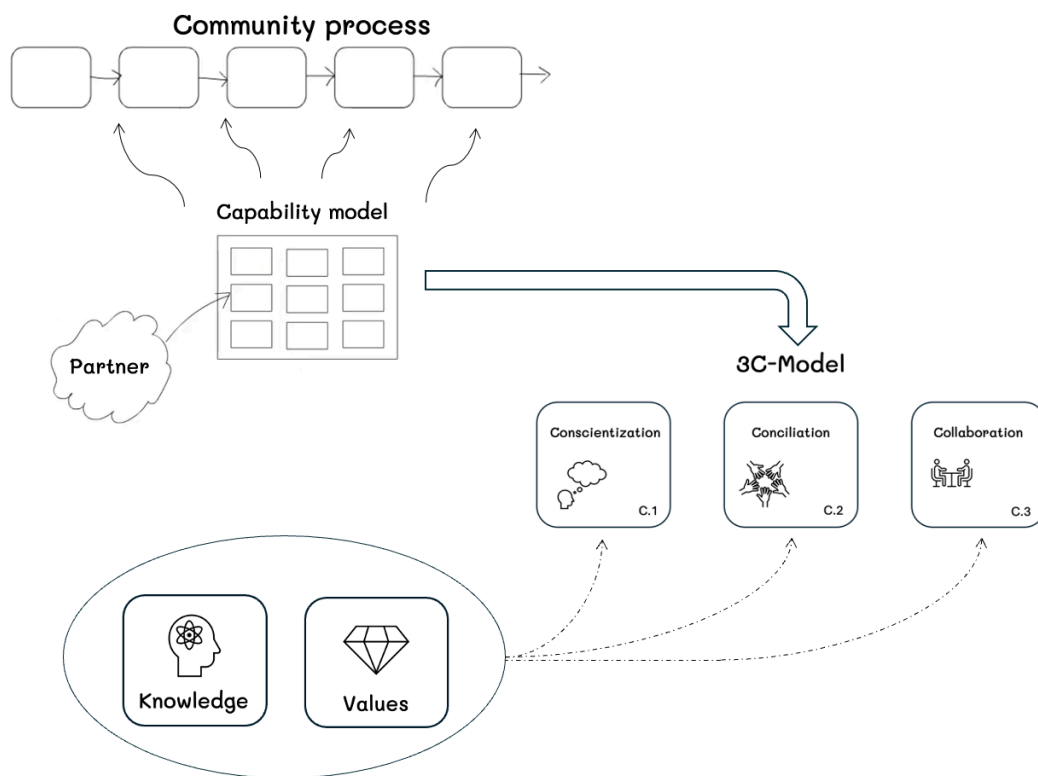 Community process
Capability model
Partner
3C-Model
Conscientization
C.1
Conciliation
C.2
Collaboration
C.3
Knowledge
Values